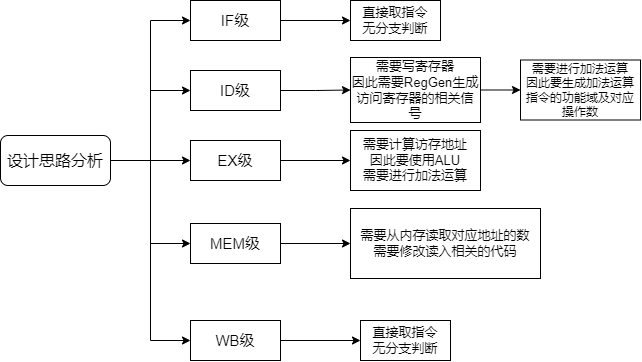 设计思路分析
IF级
直接取指令
无分支判断
ID级
需要写寄存器
因此需要RegGen生成
访问寄存器的相关信
号
需要进行加法运算
因此要生成加法运算
指令的功能域及对应
操作数
EX级
需要计算访存地址
因此要使用ALU
需要进行加法运算
MEM级
需要从内存读取对应地址的数
需要修改读入相关的代码
WB级
直接取指令
无分支判断